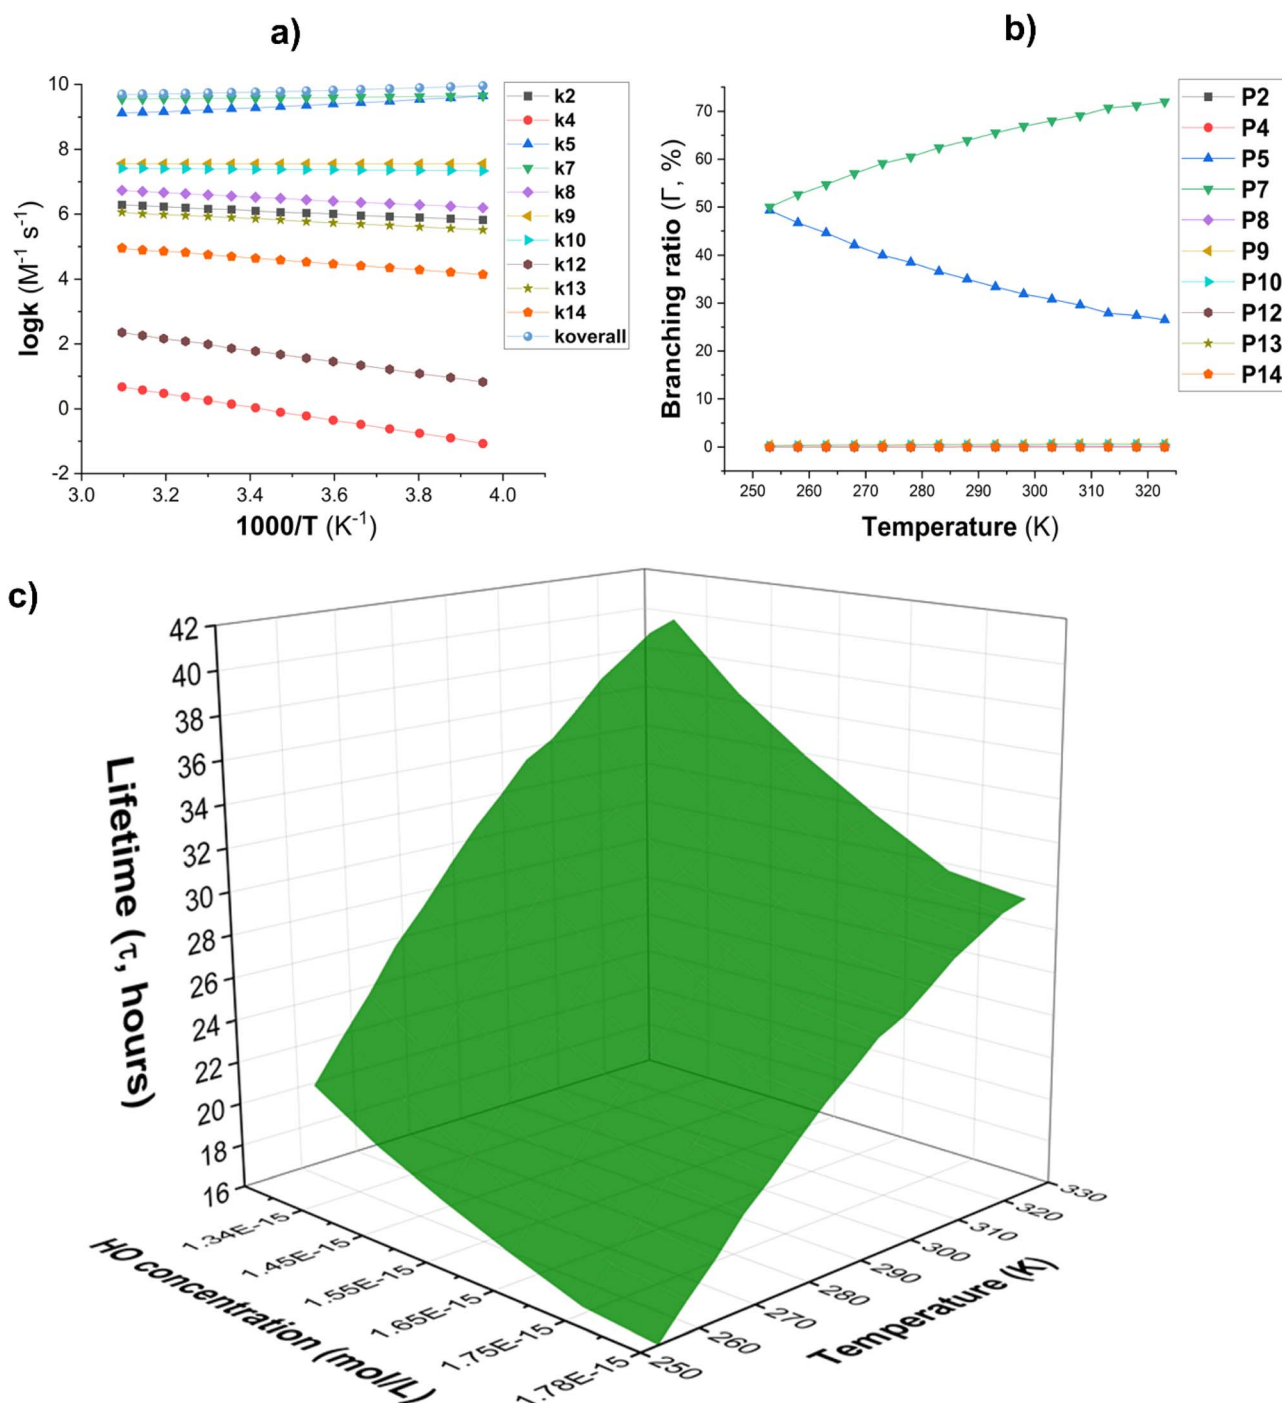 a)
10
8
6
4
2
0
-2
logk (M⁻¹ s⁻¹)
3.0 3.2 3.4 3.6 3.8 4.0
1000/T (K⁻¹)
k2
k4
k5
k7
k8
k9
k10
k12
k13
k14
koverall
b)
70
60
50
40
30
20
10
0
Branching ratio (Γ, %)
250 260 270 280 290 300 310 320
Temperature (K)
P2
P4
P5
P7
P8
P9
P10
P12
P13
P14
c)
42
40
38
36
34
32
30
28
26
24
22
20
18
16
Lifetime (τ, hours)
1.34E-15
1.45E-15
1.55E-15
1.65E-15
1.75E-15
1.78E-15
HO concentration (mol/L)
250
260
270
280
290
300
310
320
330
Temperature (K)